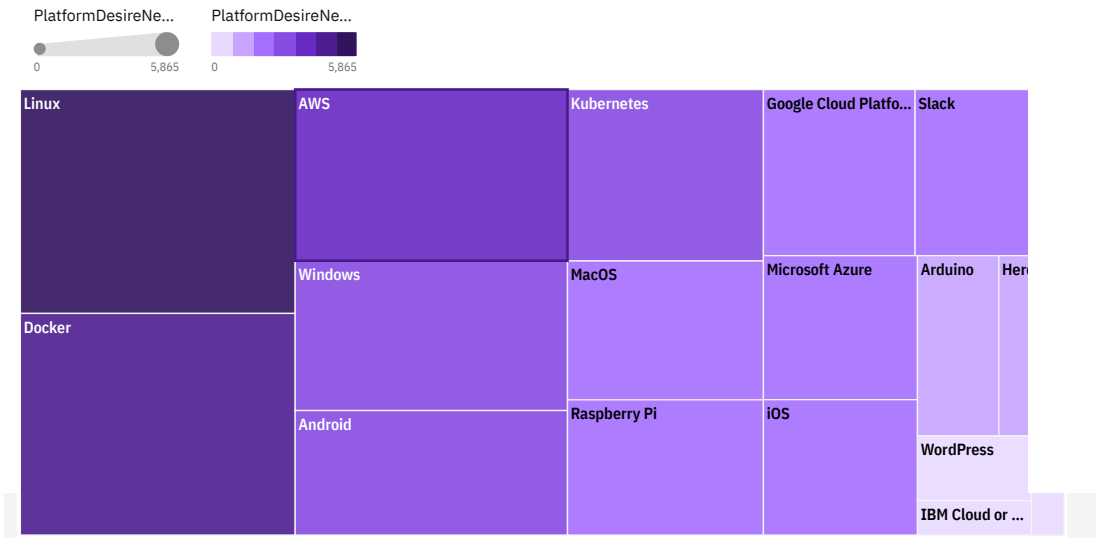 PlatformDesireNe... PlatformDesireNe...
0 5,865 0 5,865
Linux AWS Kubernetes Google Cloud Platfo... Slack
Microsoft Azure Arduino Her
Windows MacOS
Docker
Raspberry Pi iOS
Android
WordPress
IBM Cloud or ...